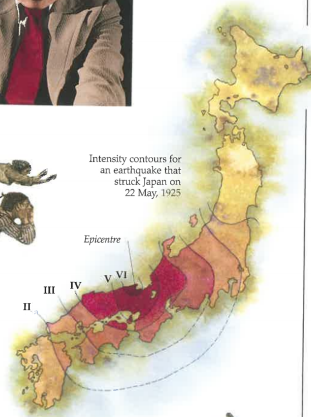 Intensity contours for
an earthquake that
struck Japan on
22 May, 1925
Epicentre
VI
V
IV
III
II